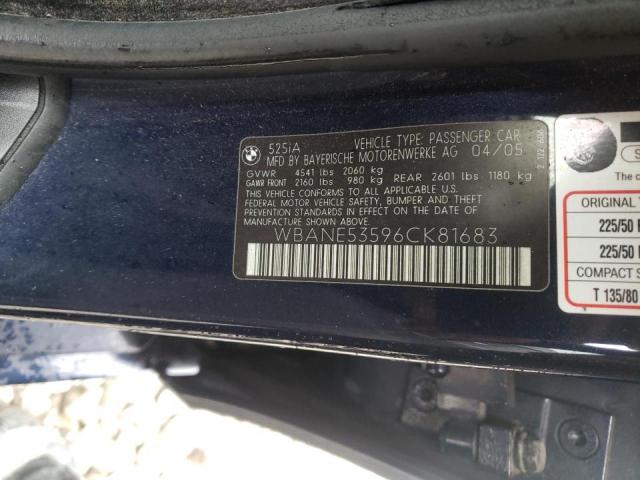 525iA VEHICLE TYPE: PASSENGER CAR
MFD BY BAYERISCHE MOTORENWERKE AG 04/05
GVWR 4541 lbs 2060 kg
GAWR FRONT 2160 lbs 980 kg REAR 2601 lbs 1180 kg
THIS VEHICLE CONFORMS TO ALL APPLICABLE U.S.
FEDERAL MOTOR VEHICLE SAFETY, BUMPER AND THEFT
PREVENTION STANDARDS IN EFFECT ON THE DATE OF
MANUFACTURE SHOWN ABOVE.
WBANE53596CK81683
The c
ORIGINAL T
225/50
225/50
COMPACT S
T 135/80